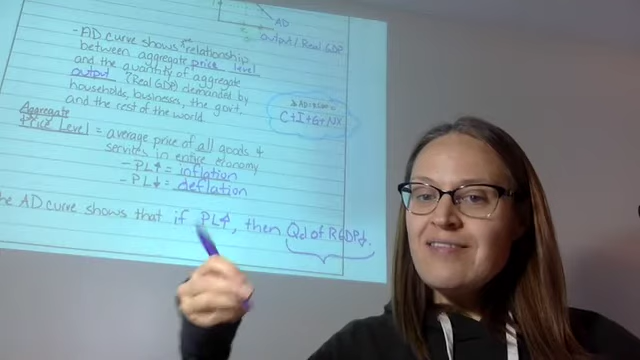 AD
output/Real GDP
- AD curve shows the relationship
between aggregate price level
and the quantity of aggregate
output (Real GDP) demanded by
households, businesses, the govt.
and the rest of the world.
C+I+G+NX
Aggregate
Price Level = average price of all goods &
services in entire economy
- PL↑ = inflation
- PL↓ = deflation
The AD curve shows that if PL↑, then Qd of RGDP↓.